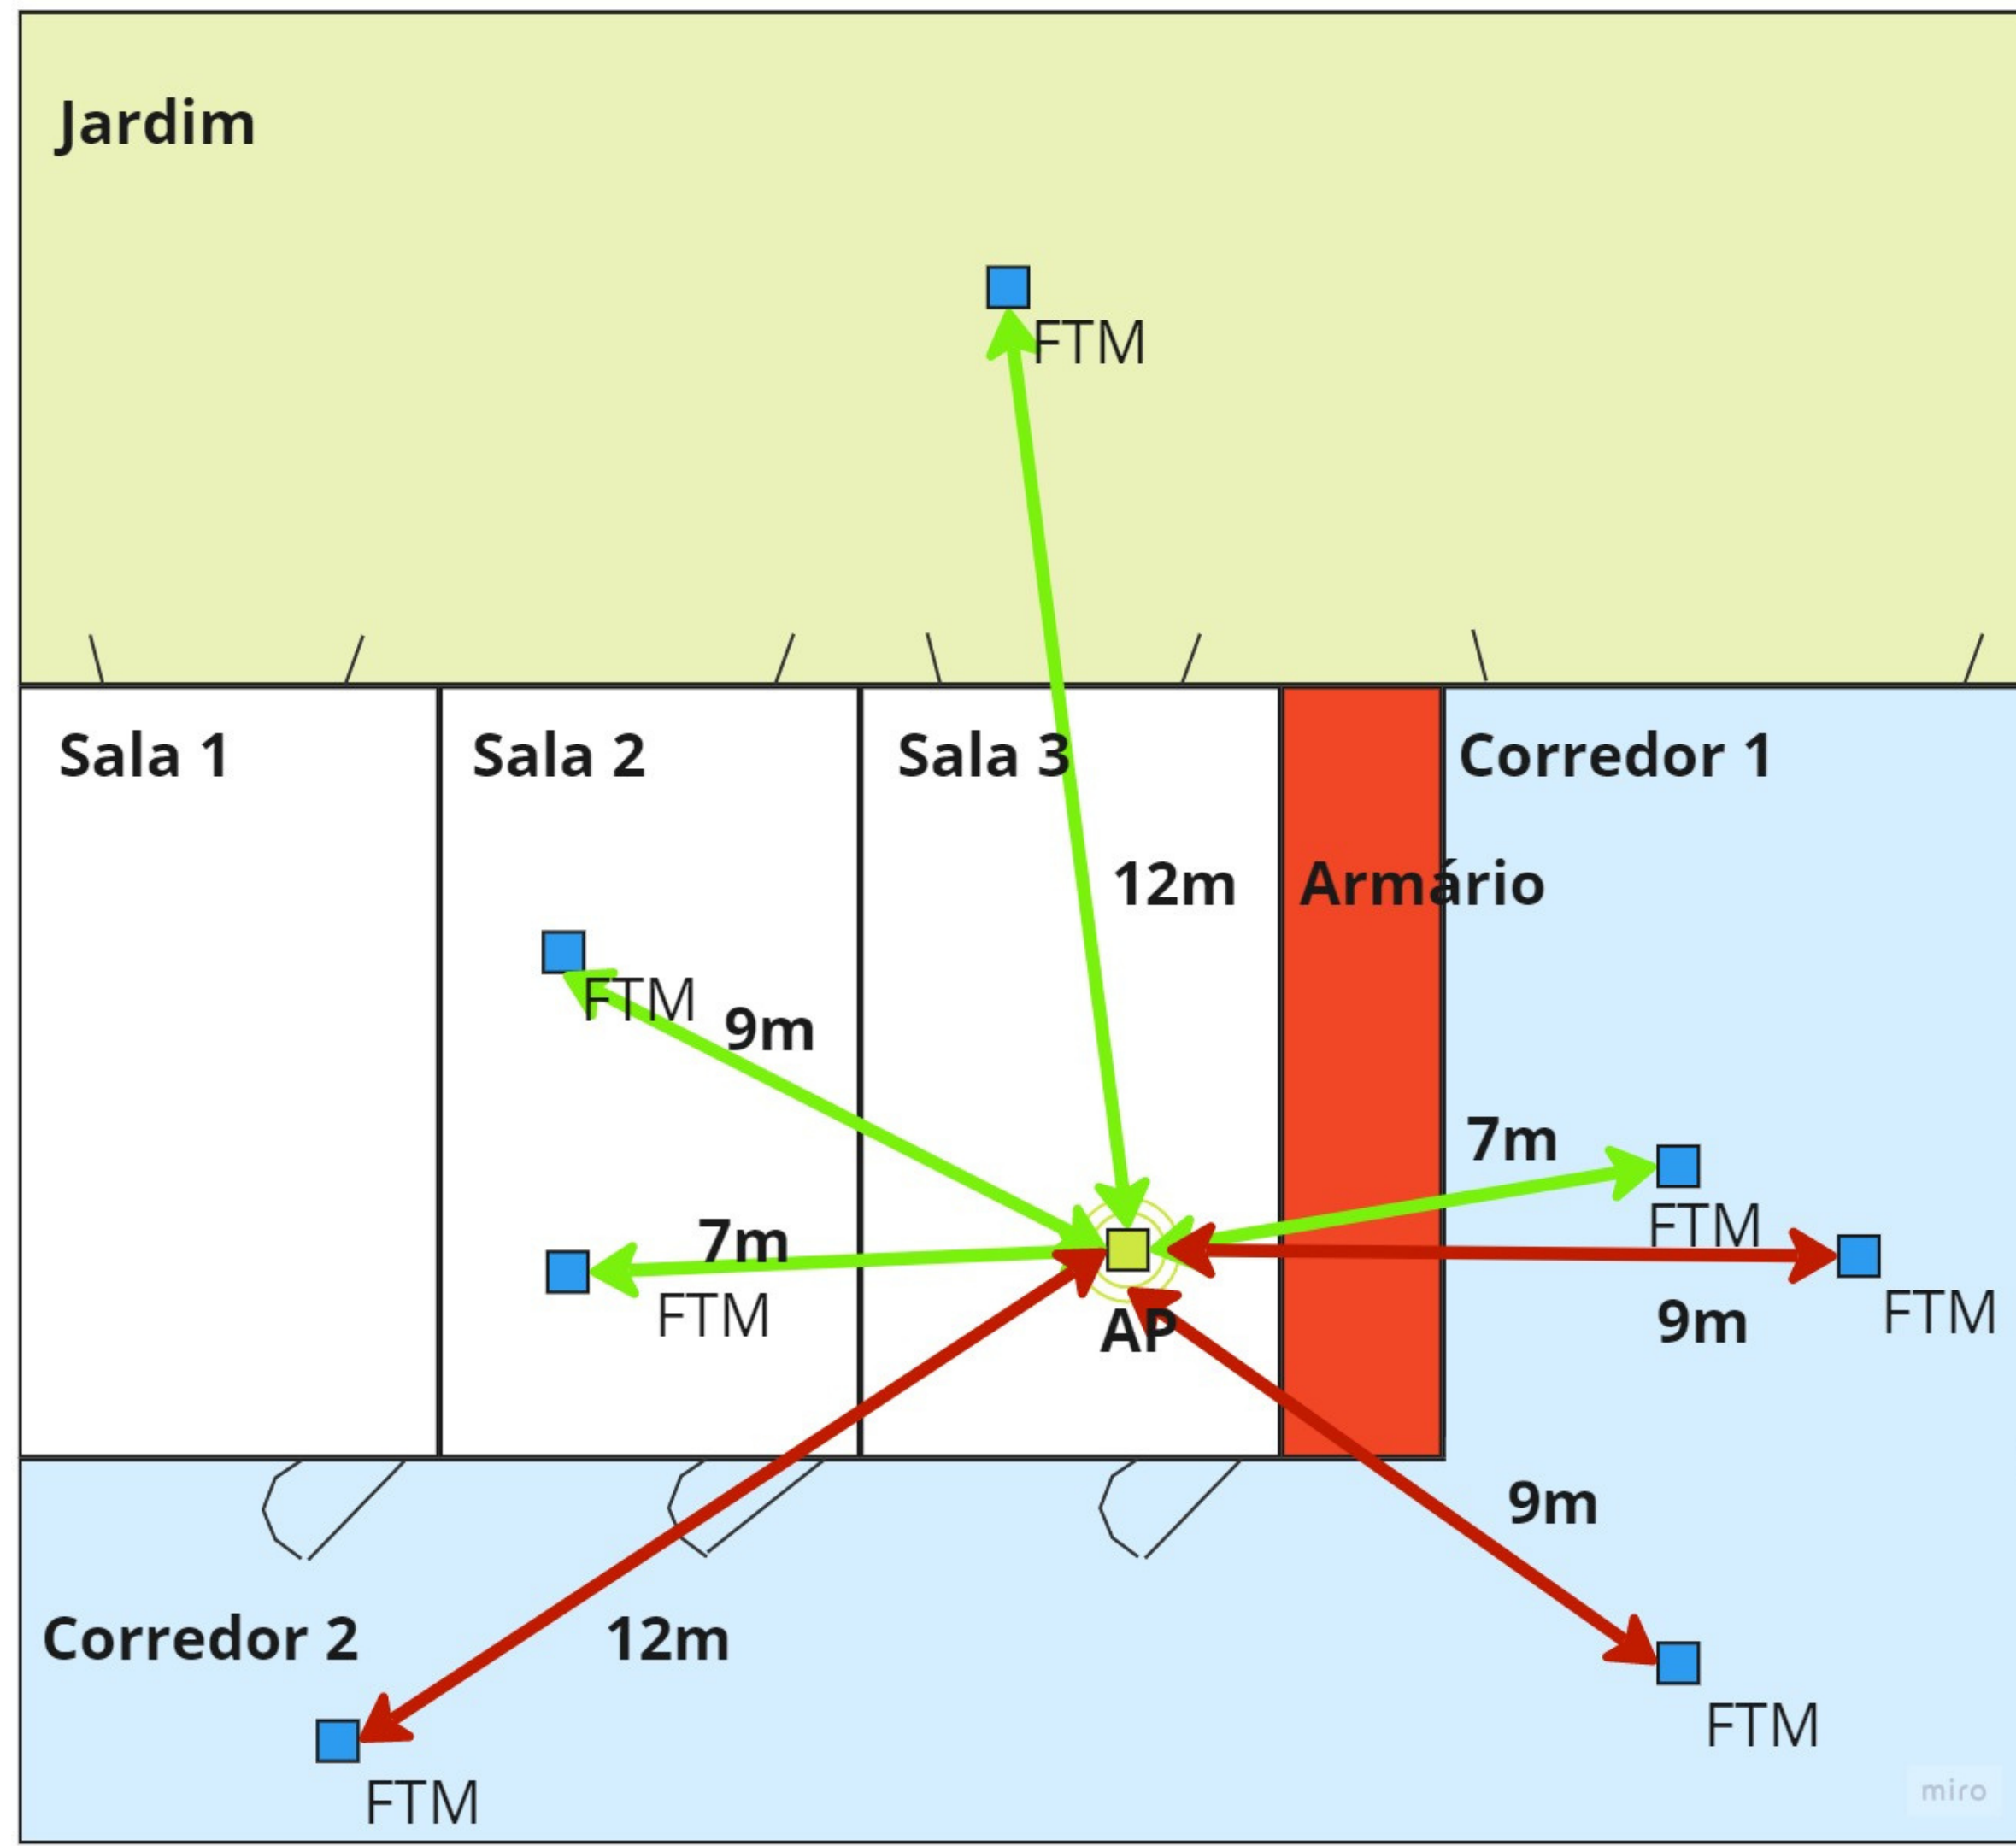 Jardim
FTM
Sala 1
Sala 2
Sala 3
Corredor 1
12m
Armário
FTM
9m
7m
FTM
7m
FTM
AP
9m
FTM
9m
Corredor 2
12m
FTM
FTM
miro